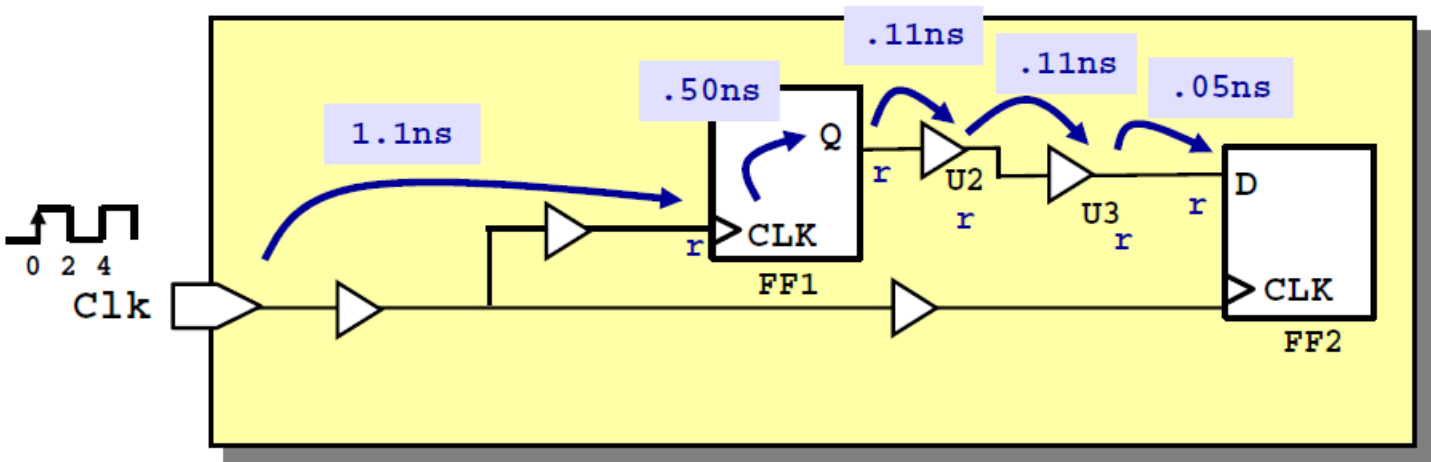 .11ns
.11ns
.05ns
.50ns
1.1ns
Q
D
r
U2
r
U3
r
r
r
CLK
FF1
0 2 4
Clk
CLK
FF2